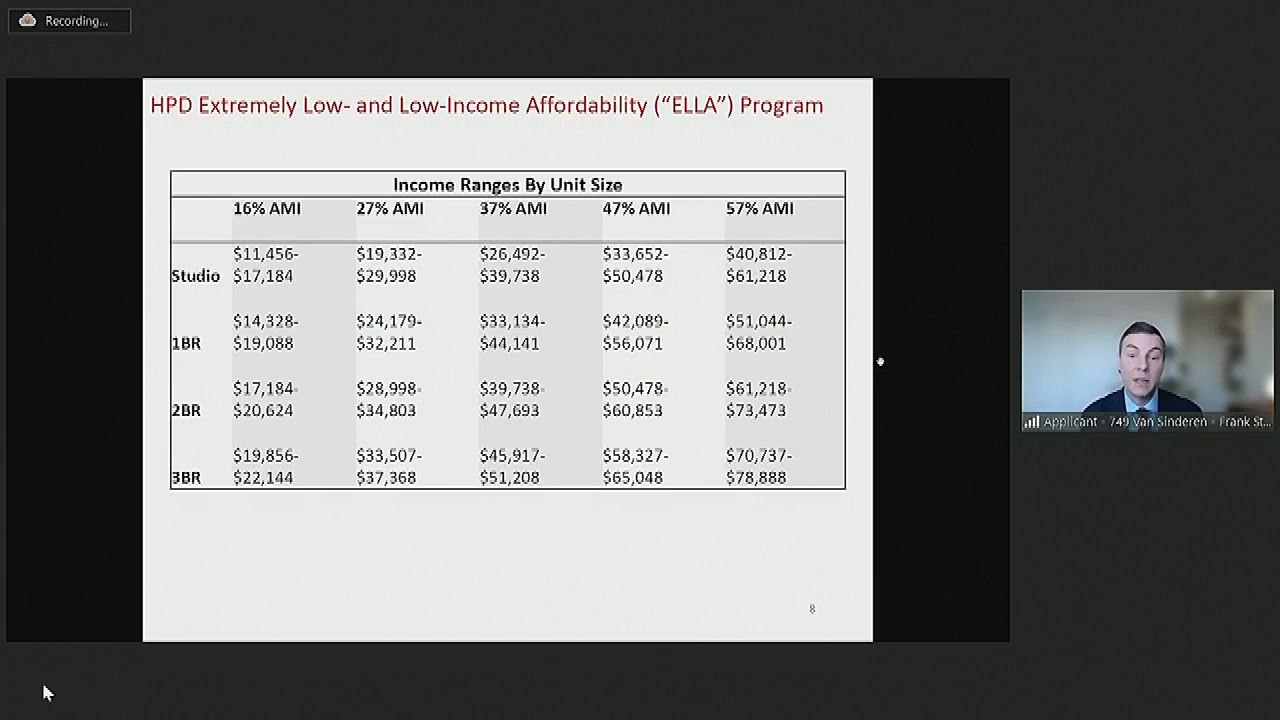 Recording...
HPD Extremely Low- and Low-Income Affordability (“ELLA”) Program
Income Ranges By Unit Size
16% AMI 27% AMI 37% AMI 47% AMI 57% AMI
$11,456- $19,332- $26,492- $33,652- $40,812-
Studio $17,184 $29,998 $39,738 $50,478 $61,218
$14,328- $24,179- $33,134- $42,089- $51,044-
1BR $19,088 $32,211 $44,141 $56,071 $68,001
$17,184- $28,998- $39,738- $50,478- $61,218-
2BR $20,624 $34,803 $47,693 $60,853 $73,473
$19,856- $33,507- $45,917- $58,327- $70,737-
3BR $22,144 $37,368 $51,208 $65,048 $78,888
Applicant - 749 Van Sinderen - Frank St...
8